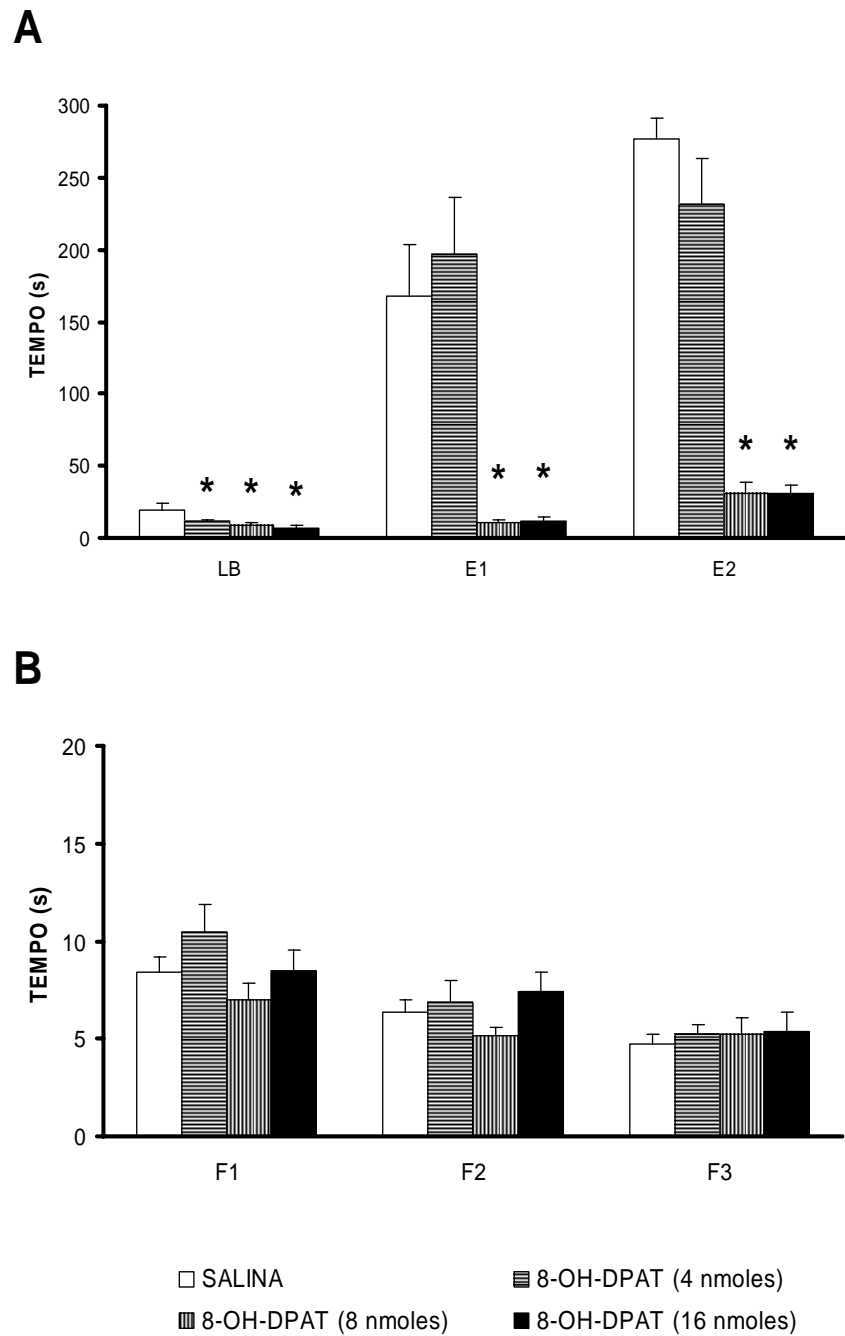 A
300
250
200
150
100
50
0
TEMPO (s)
* * *
* *
* *
LB E1 E2
B
20
15
10
5
0
TEMPO (s)
F1 F2 F3
SALINA 8-OH-DPAT (4 nmoles)
8-OH-DPAT (8 nmoles) 8-OH-DPAT (16 nmoles)